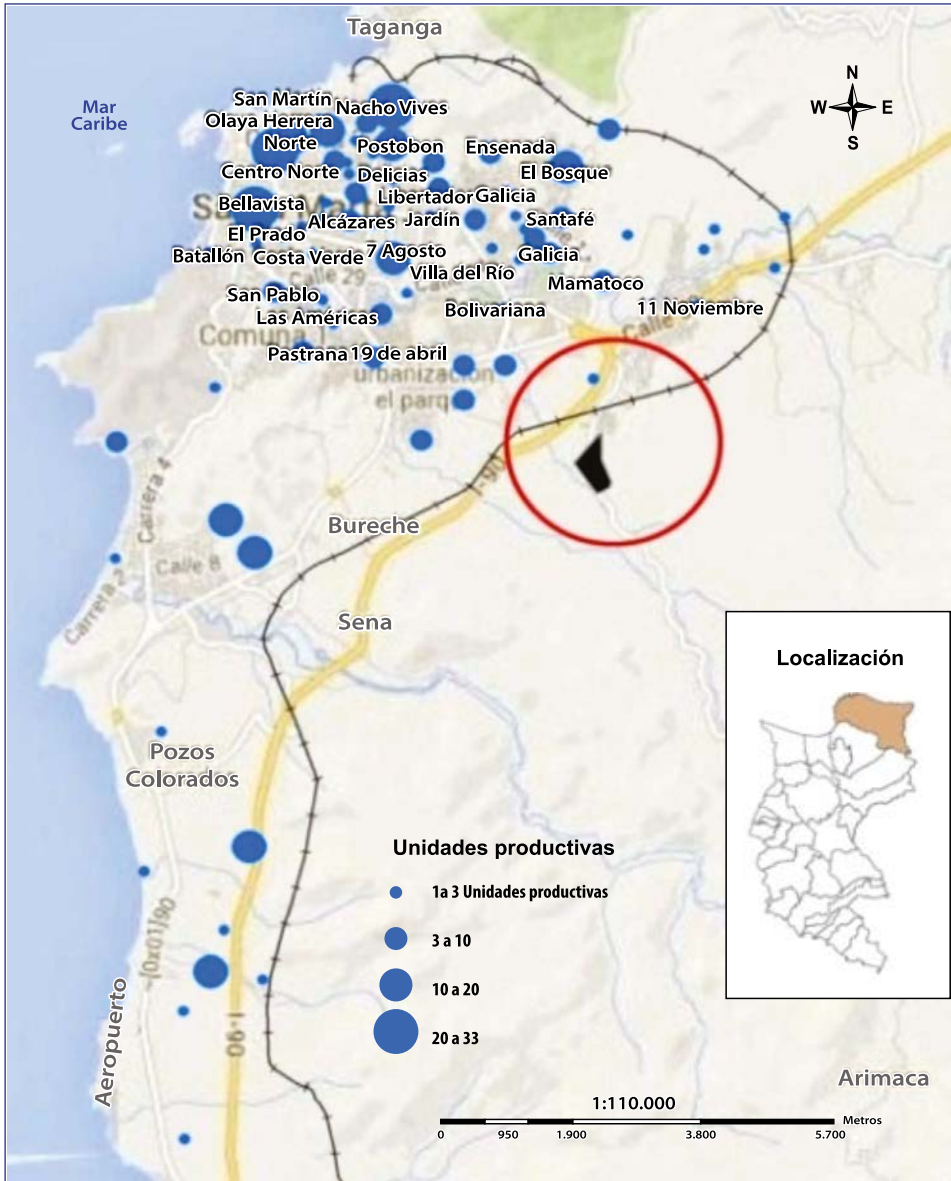 Taganga
Mar
Caribe
N
W E
S
San Martín
Nacho Vives
Olaya Herrera
Norte
Postobon
Ensenada
Centro Norte
Delicias
El Bosque
Libertador
Galicia
Bellavista
Alcázares
Jardín
Santafé
El Prado
Batallón
Costa Verde
7 Agosto
Galicia
Calle 29
Villa del Río
Mamatoco
San Pablo
Las Américas
Bolivariana
11 Noviembre
Comuna
Pastrana
19 de abril
urbanización
el parque
I-90
Carrera 4
Bureche
Calle 8
Carrera 2
Sena
Localización
Pozos
Colorados
Unidades productivas
1a 3 Unidades productivas
3 a 10
10 a 20
20 a 33
~[0x01]90
Aeropuerto
I-90
Arimaca
1:110.000
Metros
0 950 1.900 3.800 5.700